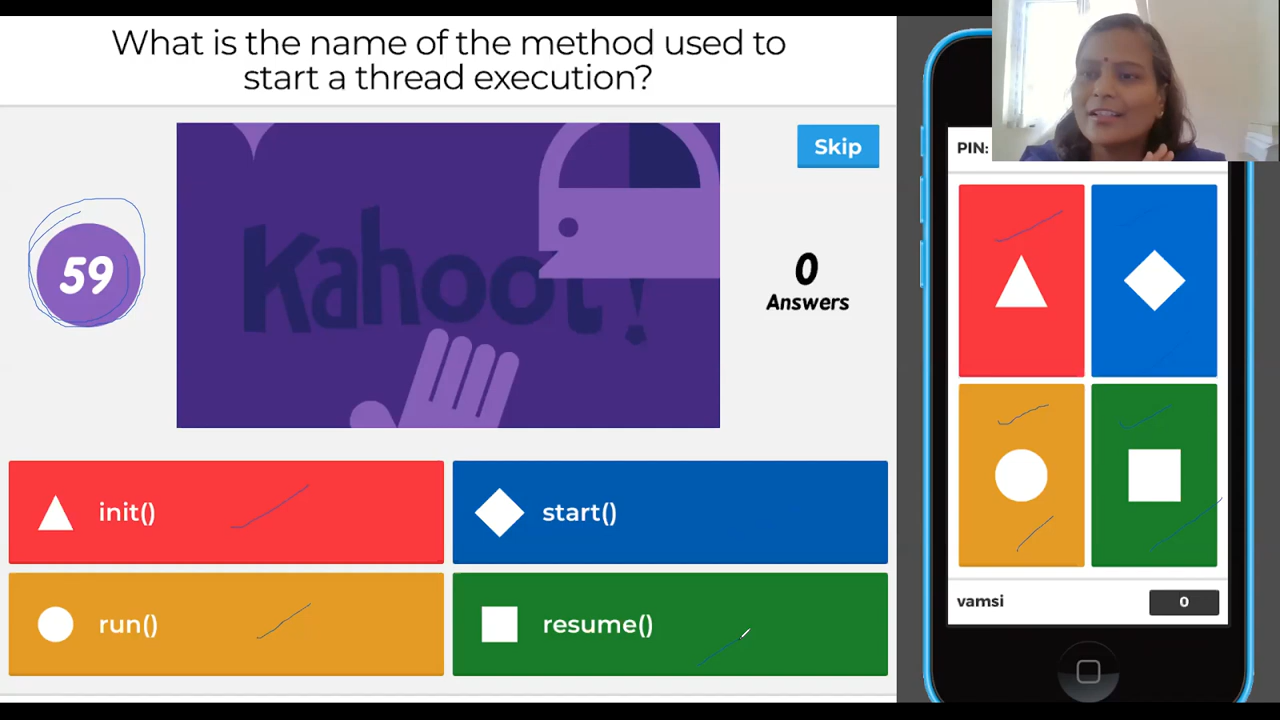 What is the name of the method used to
start a thread execution?
Skip
59
Kahoot!
0
Answers
init()
start()
run()
resume()
PIN:
vamsi
0